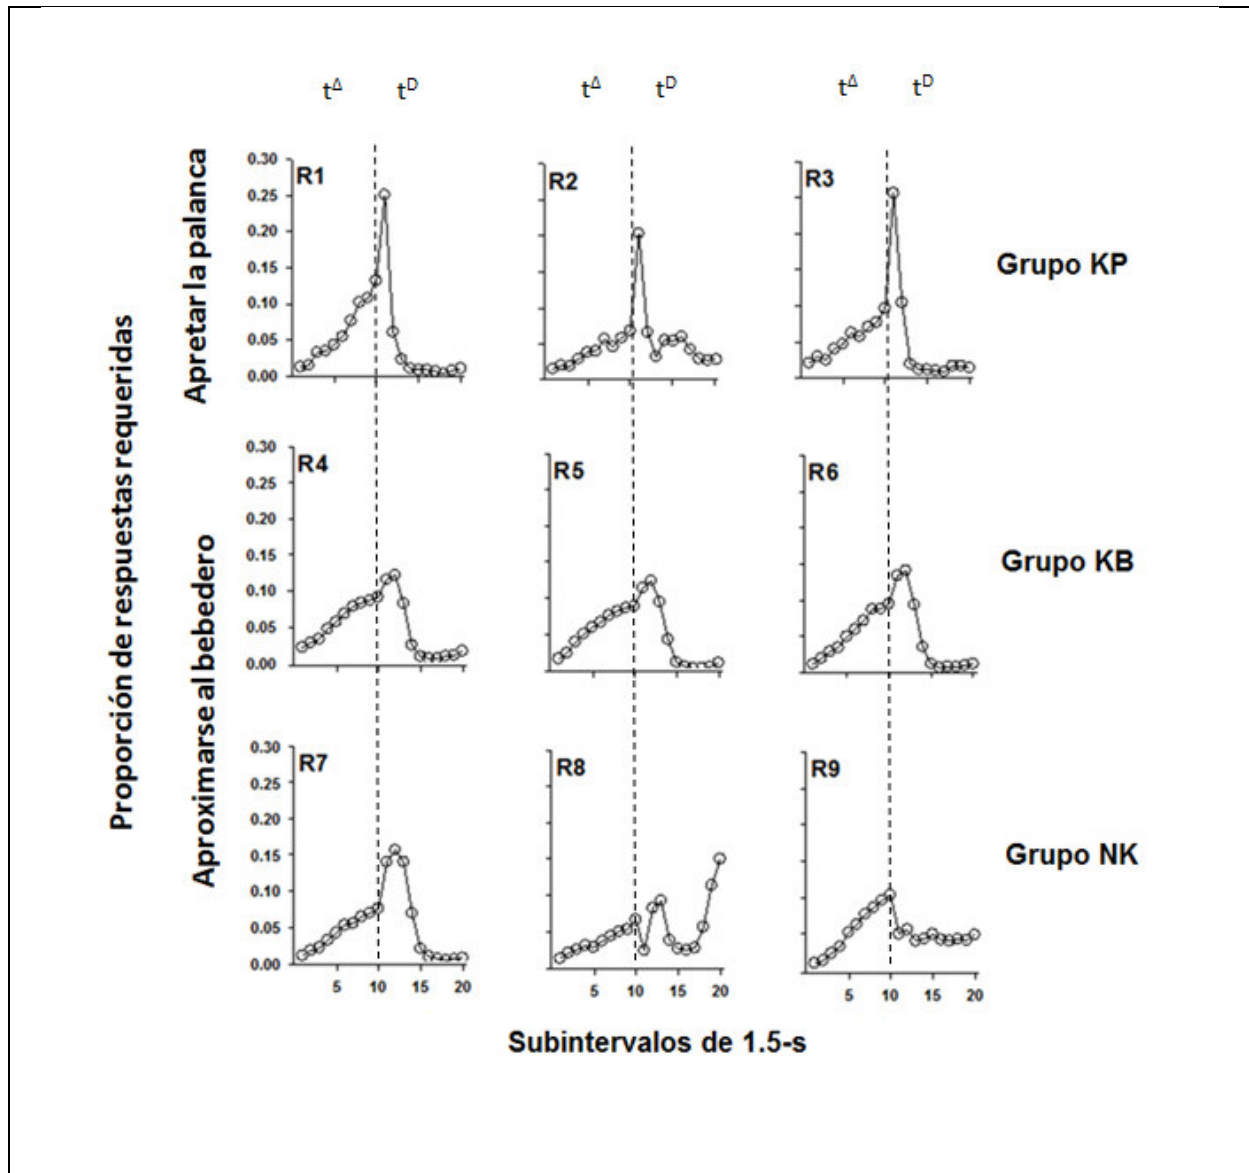 t^Δ t^D t^Δ t^D t^Δ t^D
Proporción de respuestas requeridas
Apretar la palanca
0.30
0.25
0.20
0.15
0.10
0.05
0.00
R1
R2
R3
Grupo KP
Aproximarse al bebedero
0.30
0.25
0.20
0.15
0.10
0.05
0.00
R4
R5
R6
Grupo KB
0.30
0.25
0.20
0.15
0.10
0.05
0.00
R7
R8
R9
Grupo NK
5 10 15 20 5 10 15 20 5 10 15 20
Subintervalos de 1.5-s